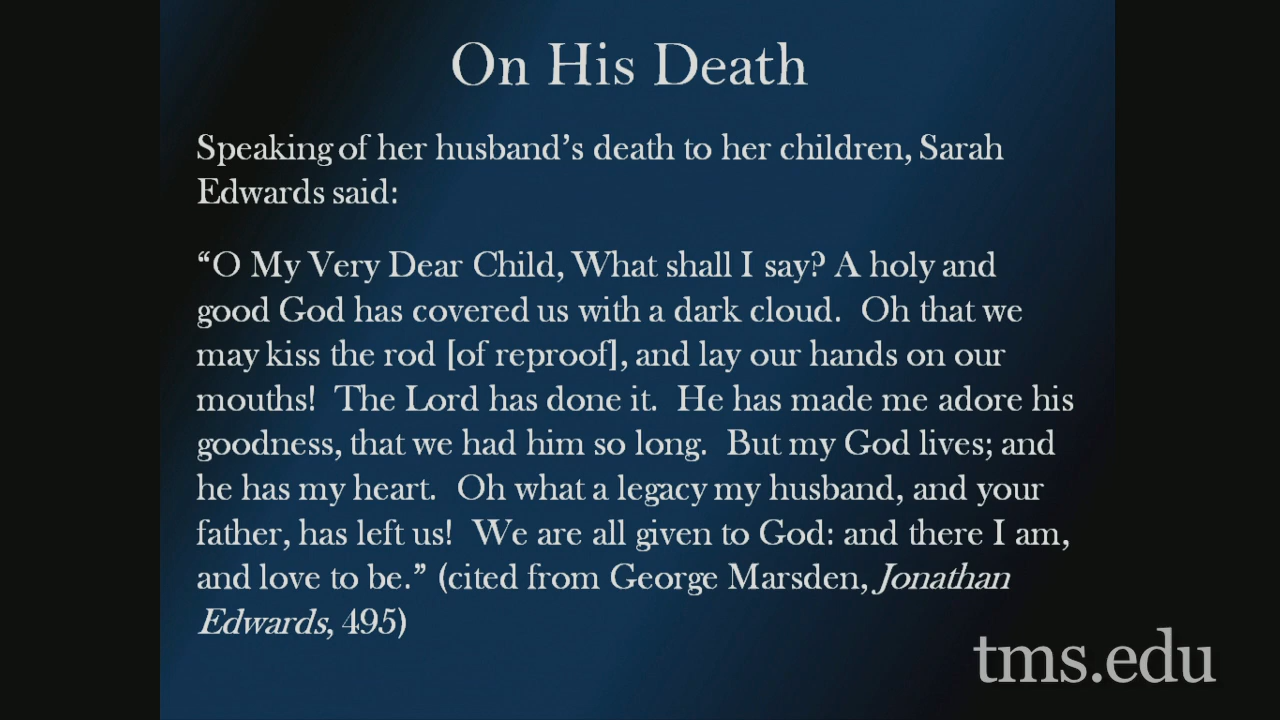 On His Death
Speaking of her husband’s death to her children, Sarah
Edwards said:
“O My Very Dear Child, What shall I say? A holy and
good God has covered us with a dark cloud.  Oh that we
may kiss the rod [of reproof], and lay our hands on our
mouths!  The Lord has done it.  He has made me adore his
goodness, that we had him so long.  But my God lives; and
he has my heart.  Oh what a legacy my husband, and your
father, has left us!  We are all given to God: and there I am,
and love to be.” (cited from George Marsden, Jonathan
Edwards, 495)
tms.edu